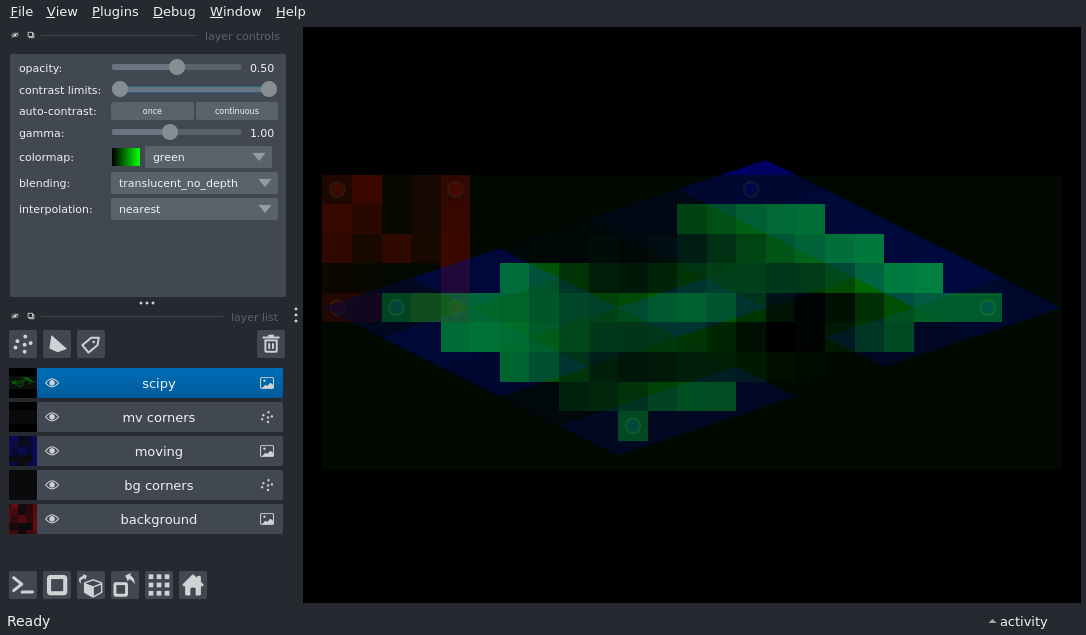 File View Plugins Debug Window Help
layer controls
opacity: 0.50
contrast limits:
auto-contrast: once continuous
gamma: 1.00
colormap: green
blending: translucent_no_depth
interpolation: nearest
layer list
scipy
mv corners
moving
bg corners
background
Ready activity